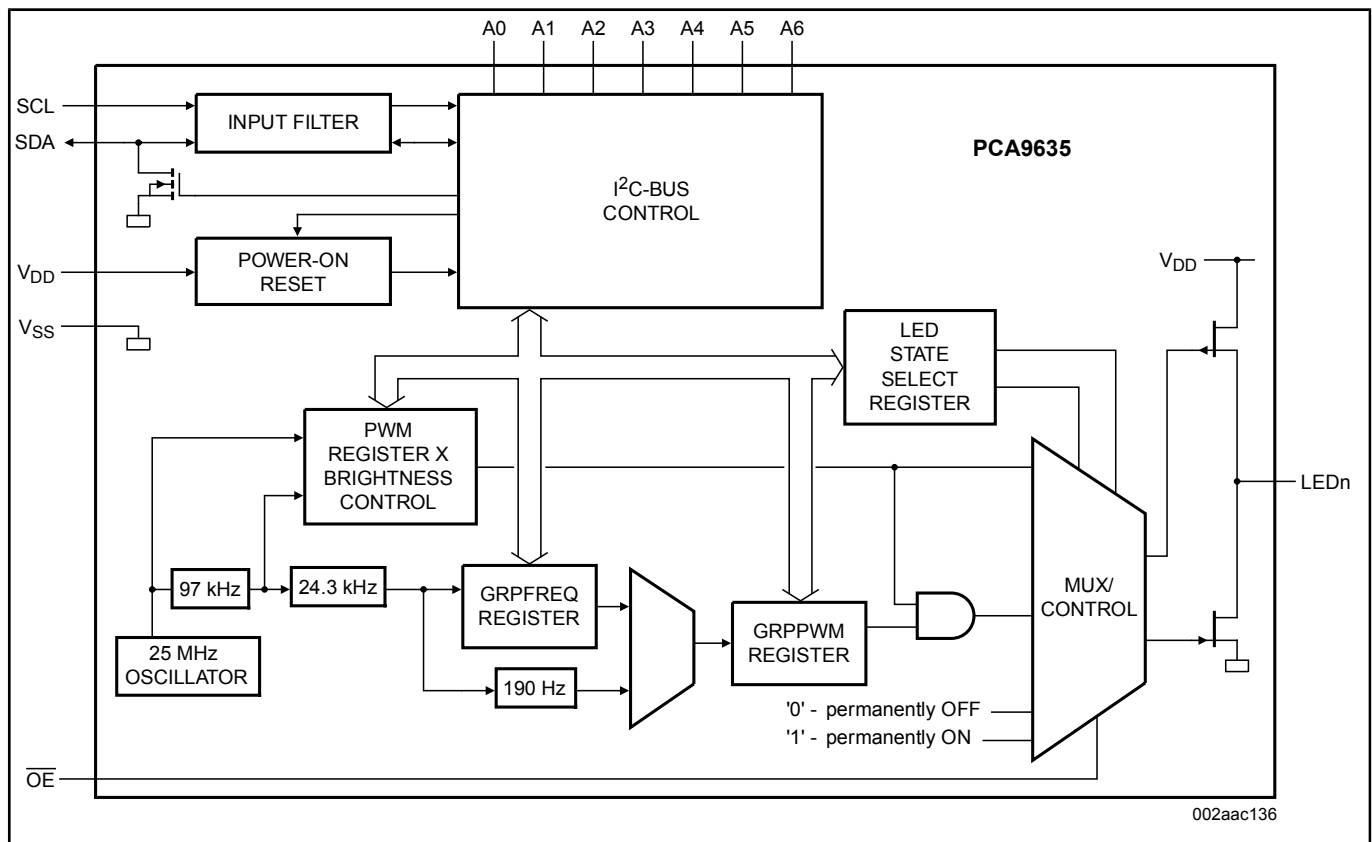 A0 A1 A2 A3 A4 A5 A6
SCL
SDA
INPUT FILTER
PCA9635
I²C-BUS
CONTROL
VDD
POWER-ON
RESET
VSS
VDD
LED
STATE
SELECT
REGISTER
PWM
REGISTER X
BRIGHTNESS
CONTROL
LEDn
97 kHz
24.3 kHz
GRPFREQ
REGISTER
MUX/
CONTROL
GRPPWM
REGISTER
25 MHz
OSCILLATOR
190 Hz
'0' - permanently OFF
'1' - permanently ON
O̅E̅
002aac136